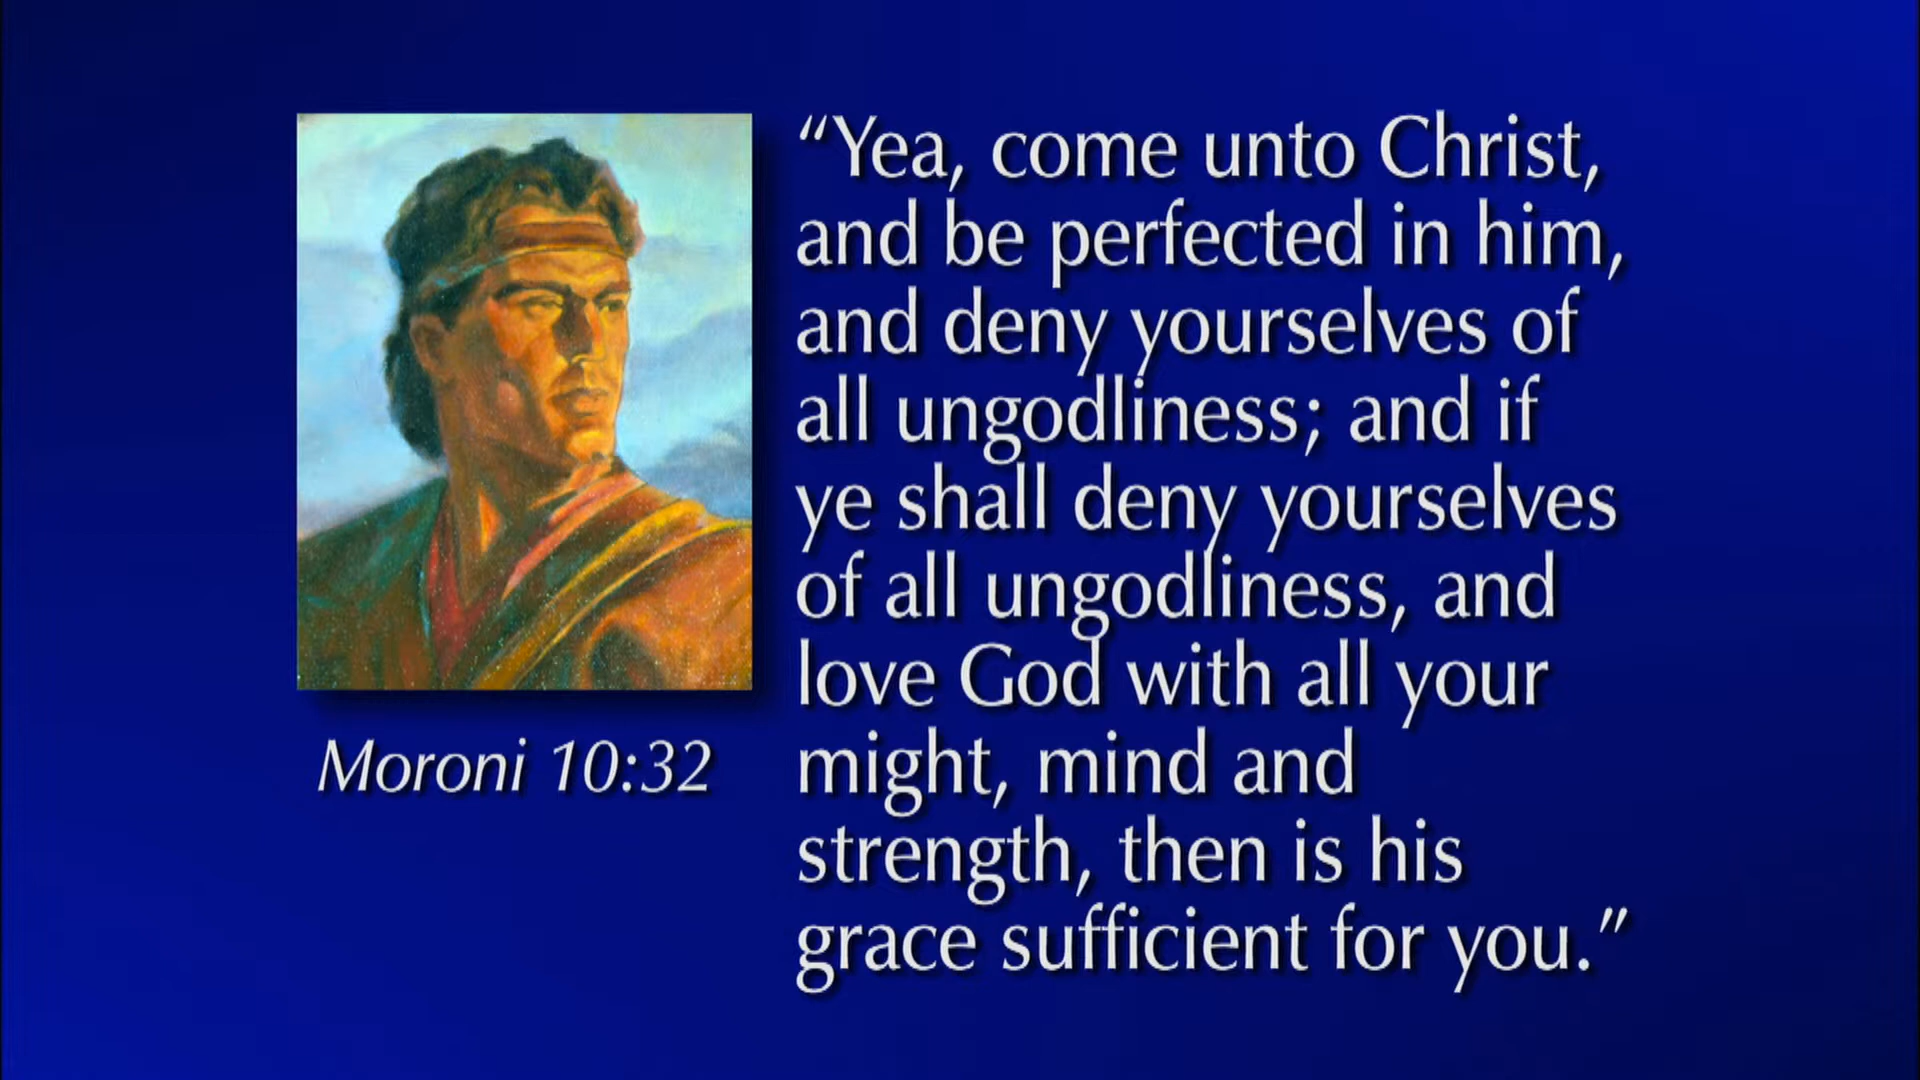 “Yea, come unto Christ,
and be perfected in him,
and deny yourselves of
all ungodliness; and if
ye shall deny yourselves
of all ungodliness, and
love God with all your
might, mind and
strength, then is his
grace sufficient for you.”
Moroni 10:32